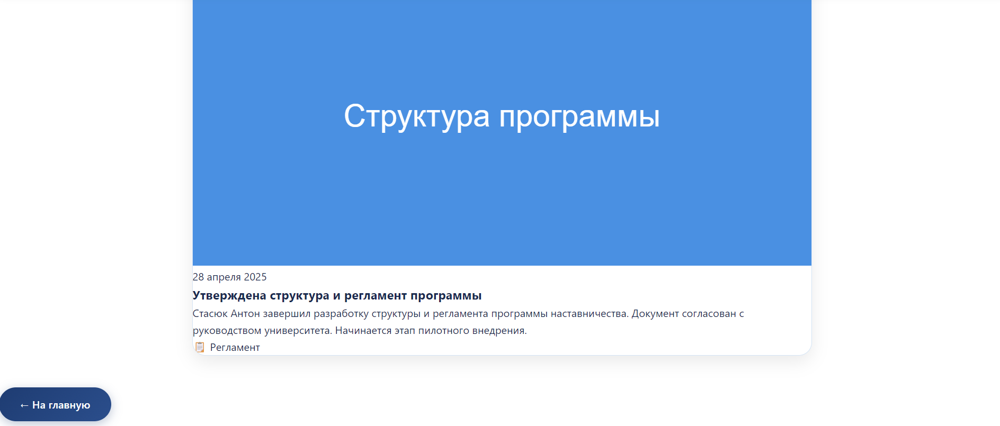 Структура программы
28 апреля 2025
Утверждена структура и регламент программы
Стасюк Антон завершил разработку структуры и регламента программы наставничества. Документ согласован с
руководством университета. Начинается этап пилотного внедрения.
📋 Регламент
← На главную